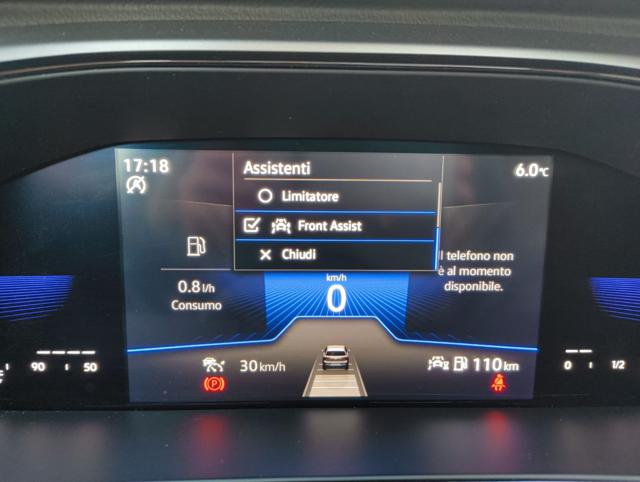 17:18
Assistenti
6.0°C
Limitatore
Front Assist
Chiudi
l telefono non
è al momento
disponibile.
0.8 l/h
Consumo
km/h
0
30 km/h
110 km
(P)
90
50
0
1/2